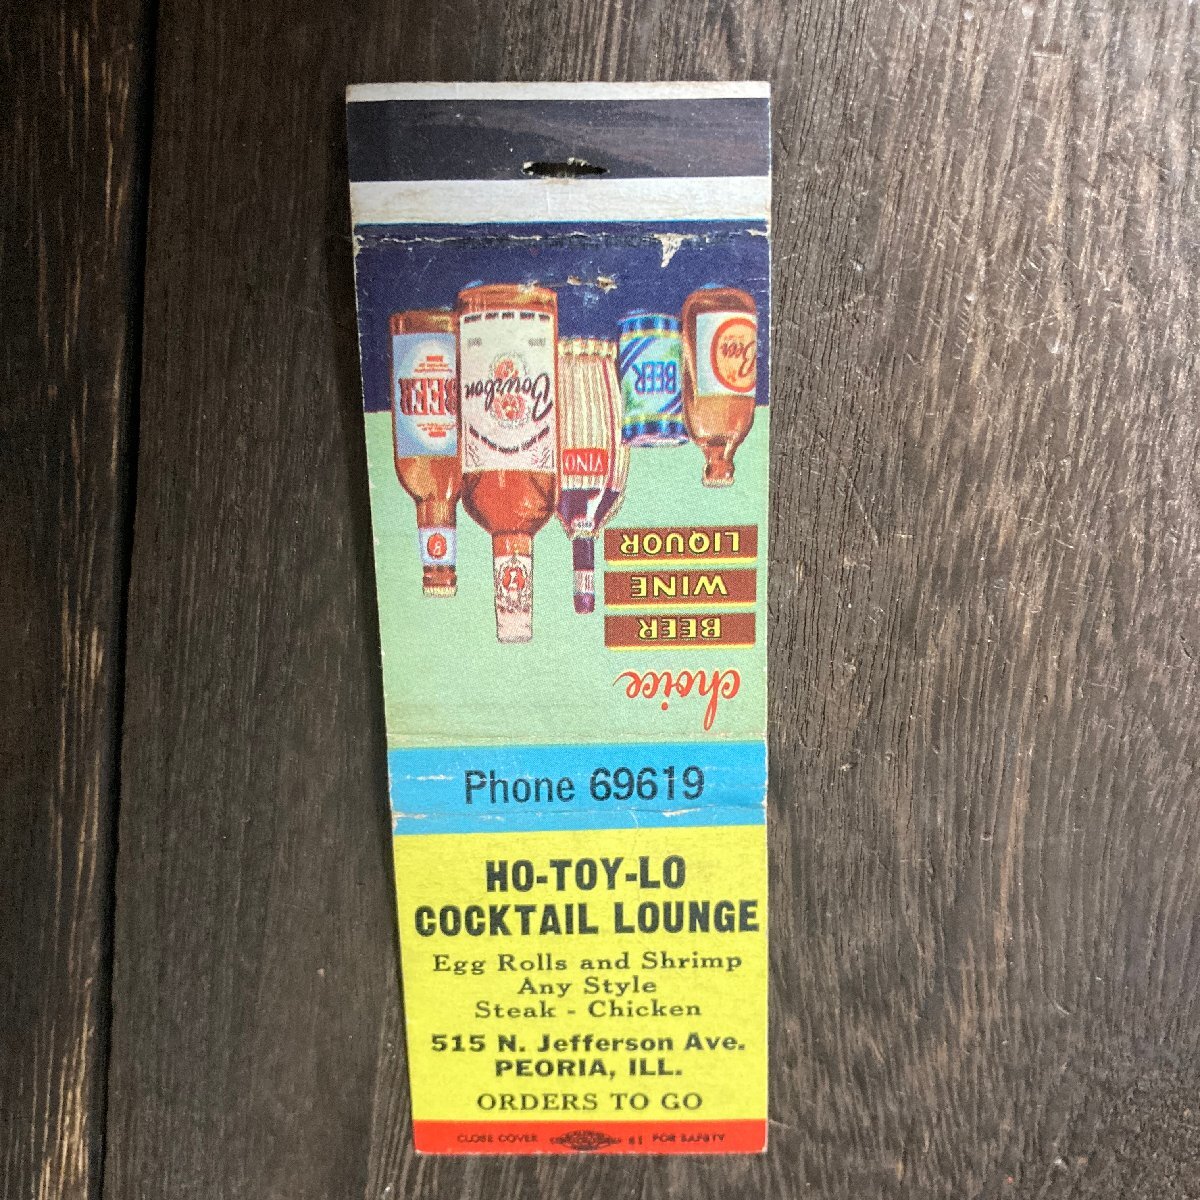 Beer
BEER
Bourbon
VINO
BEER
LIQUOR
WINE
BEER
choice
Phone 69619
HO-TOY-LO
COCKTAIL LOUNGE
Egg Rolls and Shrimp
Any Style
Steak - Chicken
515 N. Jefferson Ave.
PEORIA, ILL.
ORDERS TO GO
CLOSE COVER FOR SAFETY